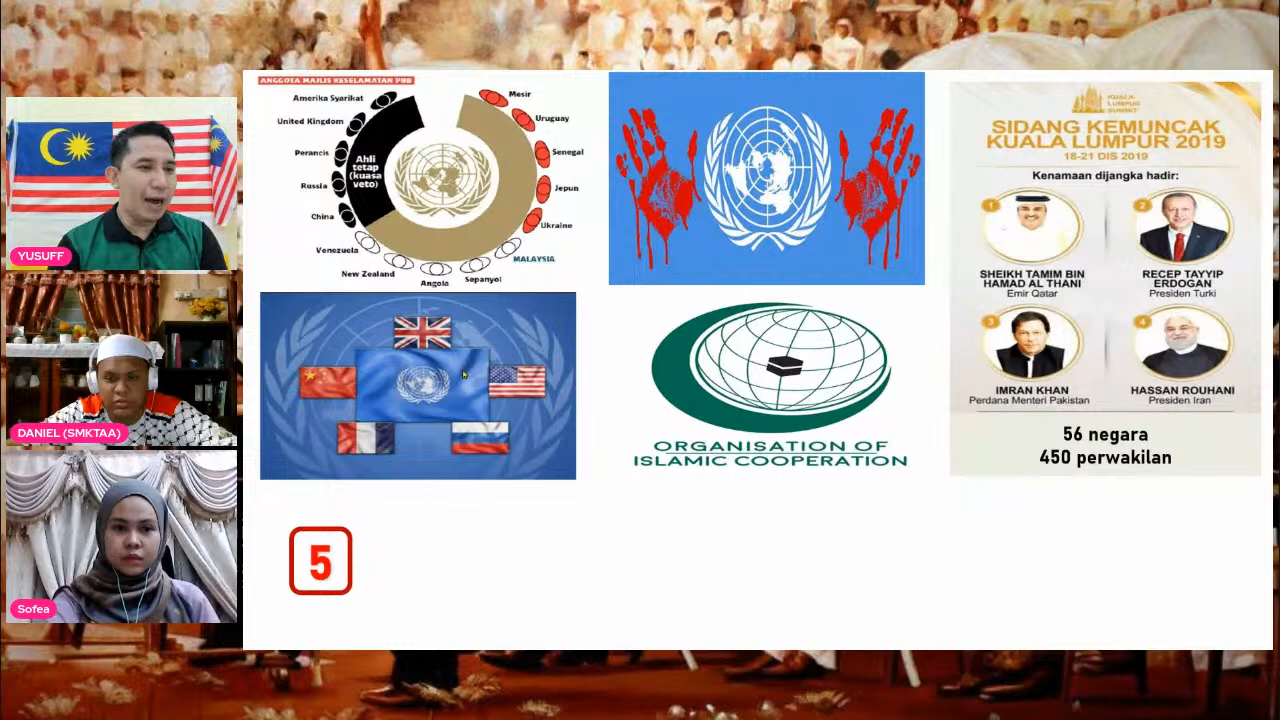 YUSUFF
DANIEL (SMKTAA)
Sofea
ANGGOTA MAJLIS KESELAMATAN PBB
Amerika Syarikat
United Kingdom
Perancis
Russia
China
Venezuela
New Zealand
Angola
Sepanyol
MALAYSIA
Ukraine
Jepun
Senegal
Uruguay
Mesir
Ahli
tetap
(kuasa
veto)
ORGANISATION OF
ISLAMIC COOPERATION
KUALA
LUMPUR
SUMMIT
SIDANG KEMUNCAK
KUALA LUMPUR 2019
18-21 DIS 2019
Kenamaan dijangka hadir:
1
SHEIKH TAMIM BIN
HAMAD AL THANI
Emir Qatar
2
RECEP TAYYIP
ERDOGAN
Presiden Turki
3
IMRAN KHAN
Perdana Menteri Pakistan
4
HASSAN ROUHANI
Presiden Iran
56 negara
450 perwakilan
5